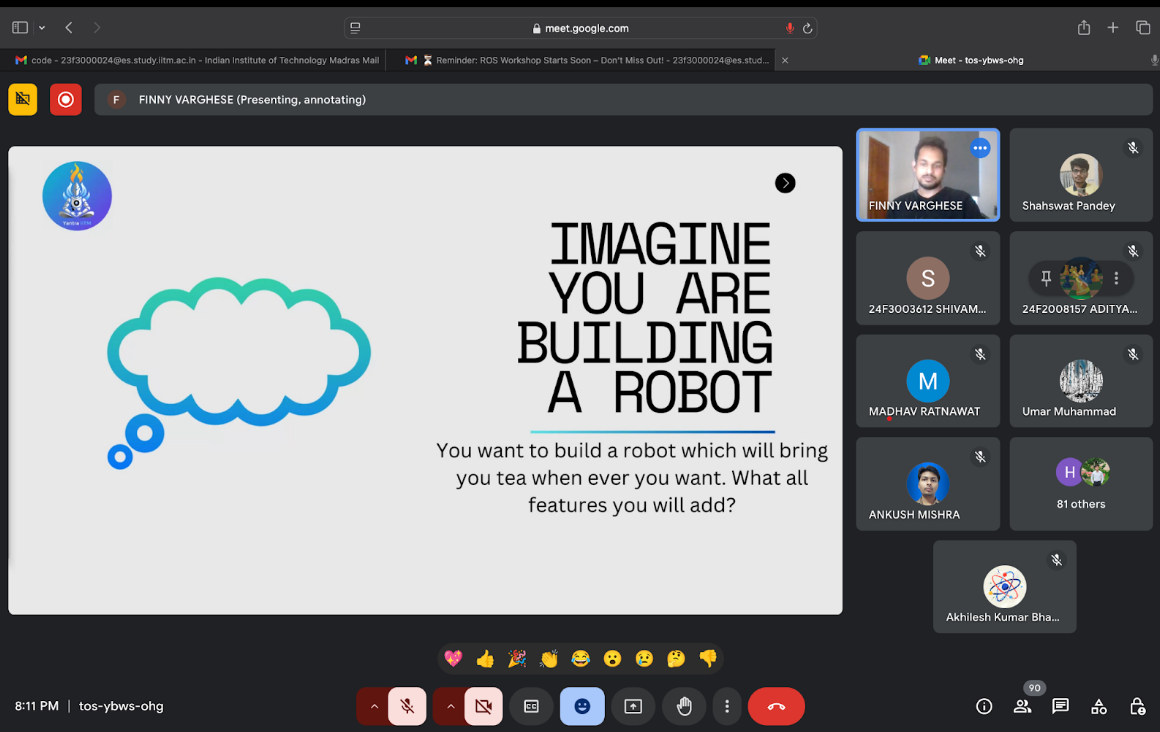 meet.google.com
code - 23f3000024@es.study.iitm.ac.in - Indian Institute of Technology Madras Mail
⏳ Reminder: ROS Workshop Starts Soon – Don't Miss Out! - 23f3000024@es.stud...
Meet - tos-ybws-ohg
F FINNY VARGHESE (Presenting, annotating)
Yantra
IMAGINE
YOU ARE
BUILDING
A ROBOT
You want to build a robot which will bring
you tea when ever you want. What all
features you will add?
FINNY VARGHESE
Shahswat Pandey
S
24F3003612 SHIVAM...
24F2008157 ADITYA...
M
MADHAV RATNAWAT
Umar Muhammad
ANKUSH MISHRA
H
81 others
Akhilesh Kumar Bha...
8:11 PM | tos-ybws-ohg
CC
90